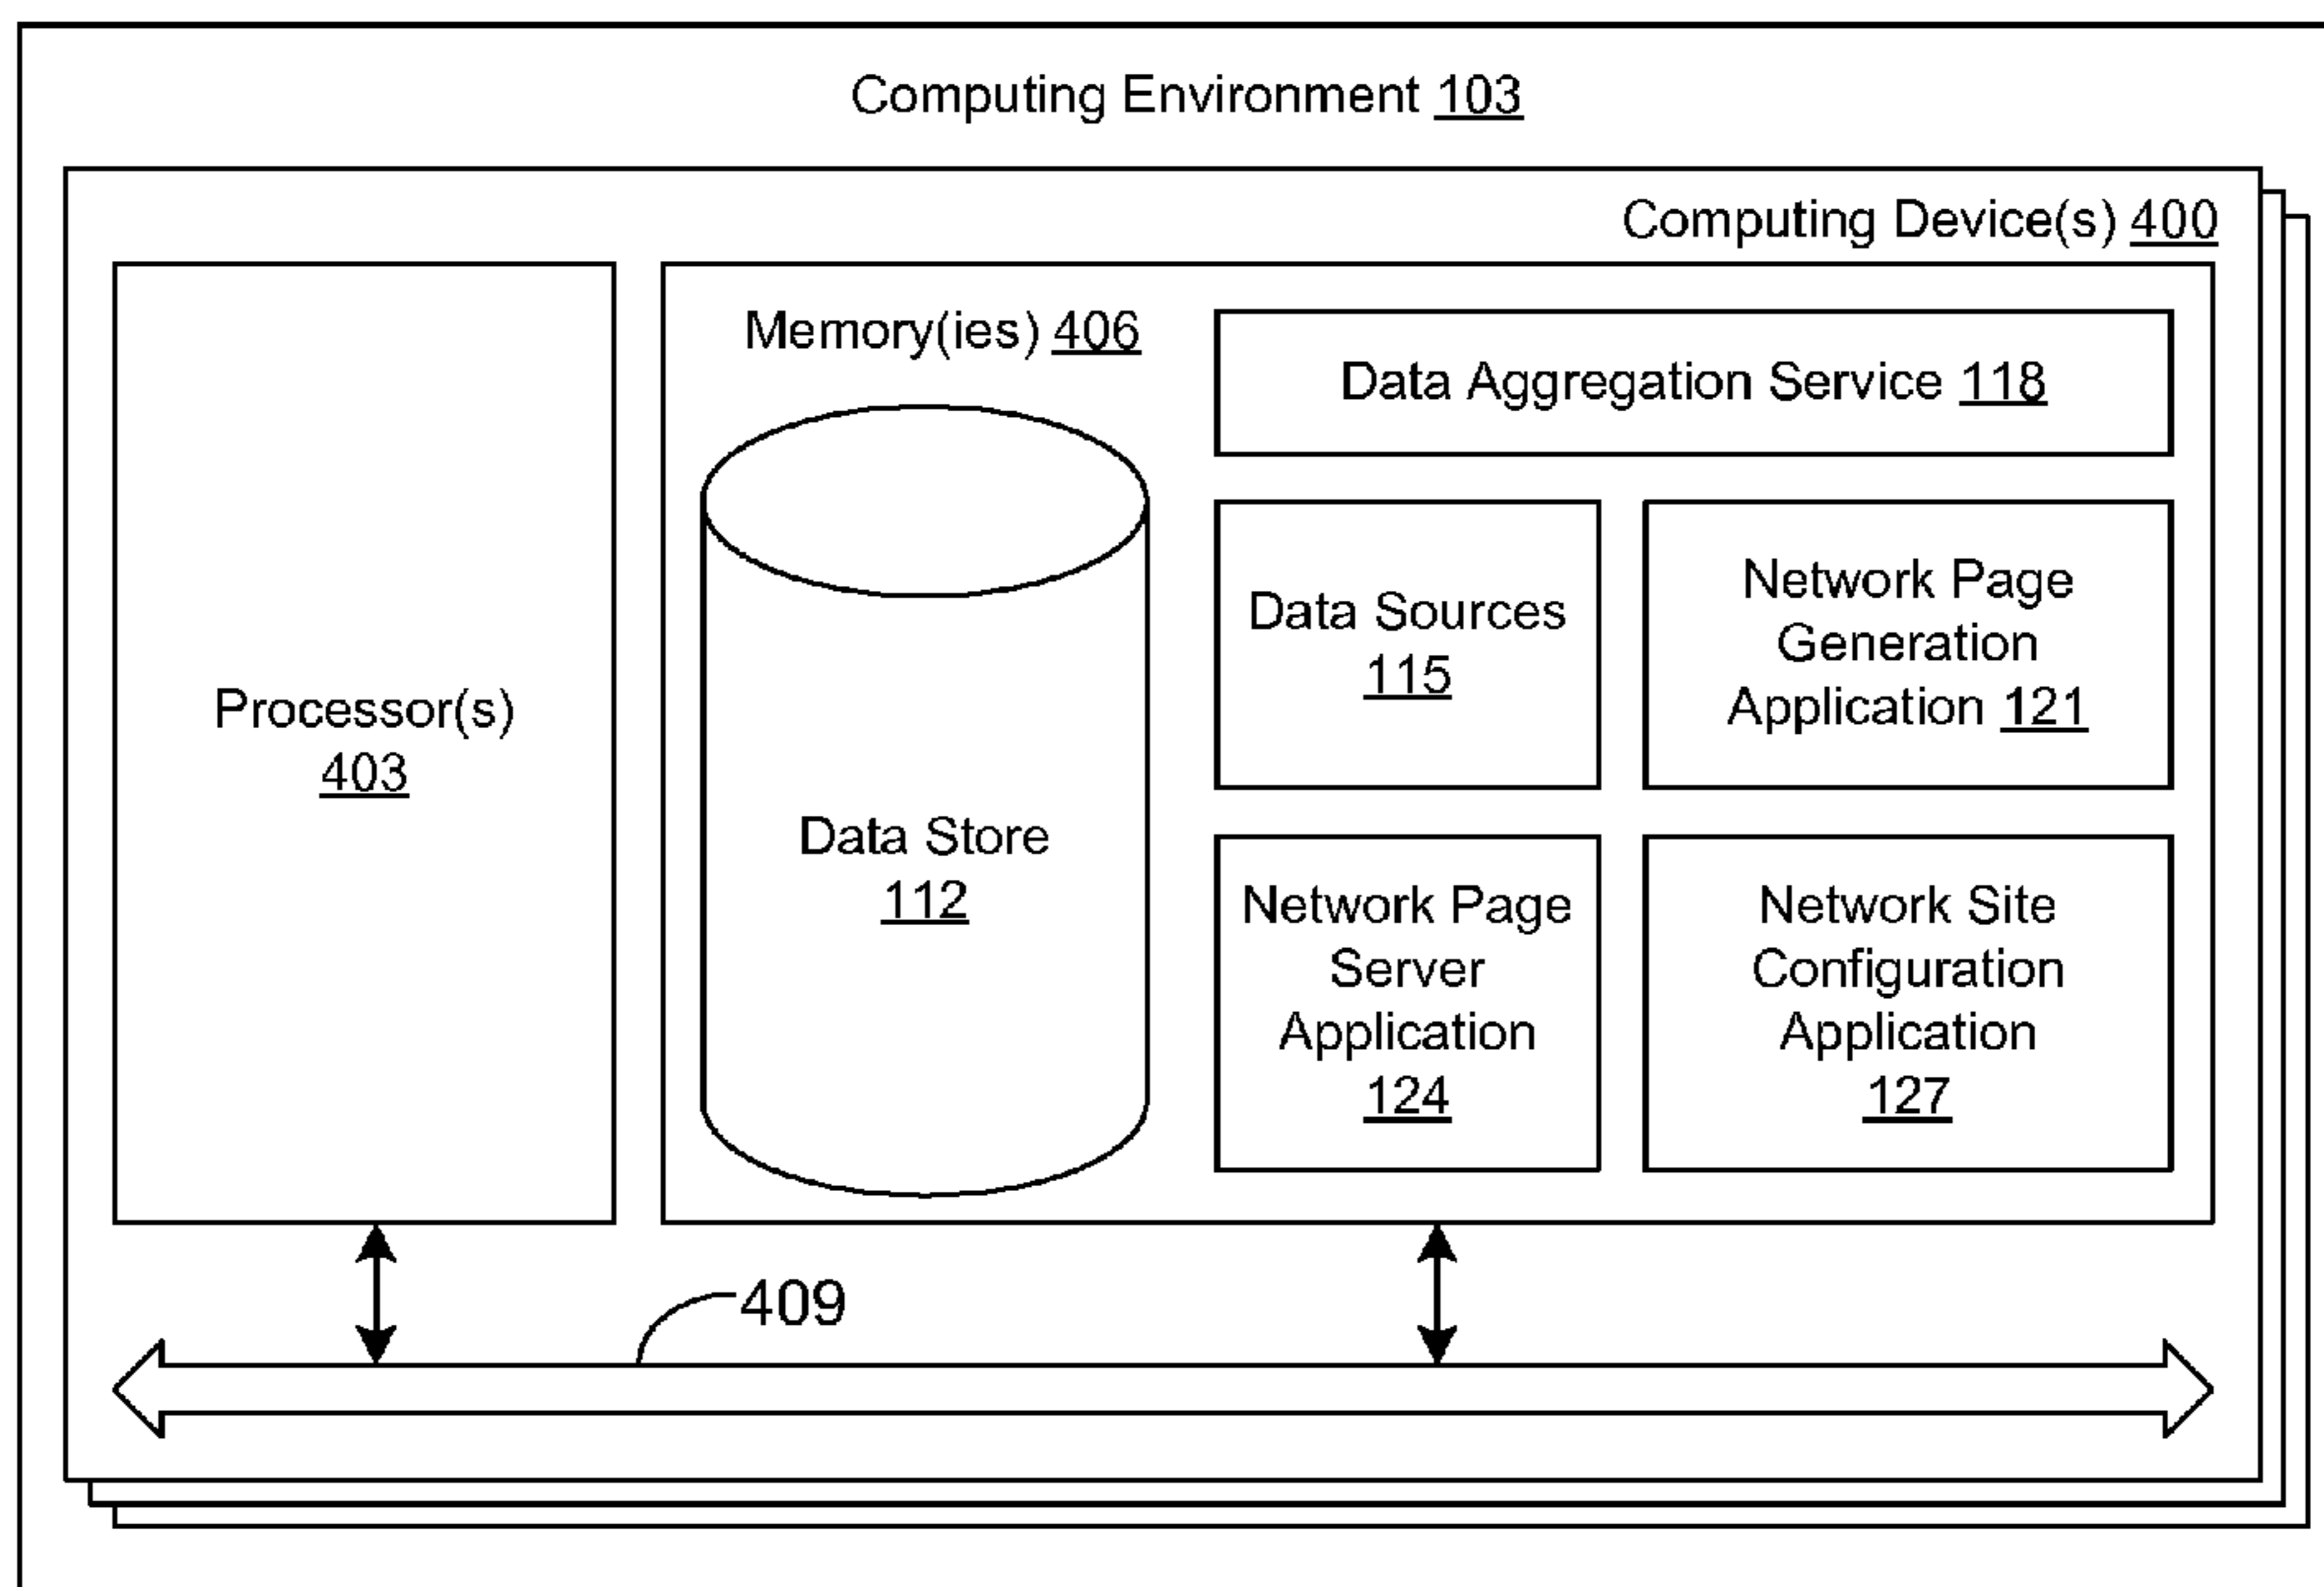 Computing Environment 103
Computing Device(s) 400
Processor(s)
403
Memory(ies) 406
Data Store
112
Data Aggregation Service 118
Data Sources
115
Network Page
Generation
Application 121
Network Page
Server
Application
124
Network Site
Configuration
Application
127
409